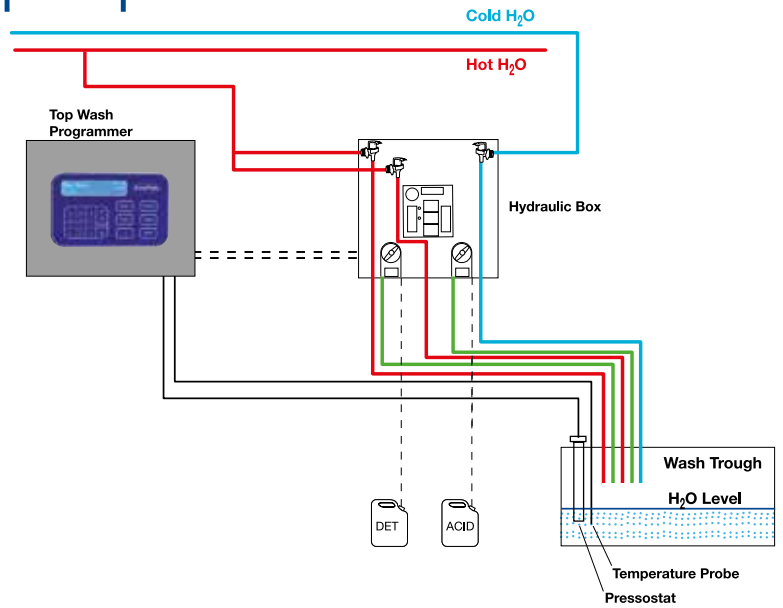 Cold H₂O
Hot H₂O
Top Wash
Programmer
Hydraulic Box
Wash Trough
H₂O Level
DET
ACID
Temperature Probe
Pressostat